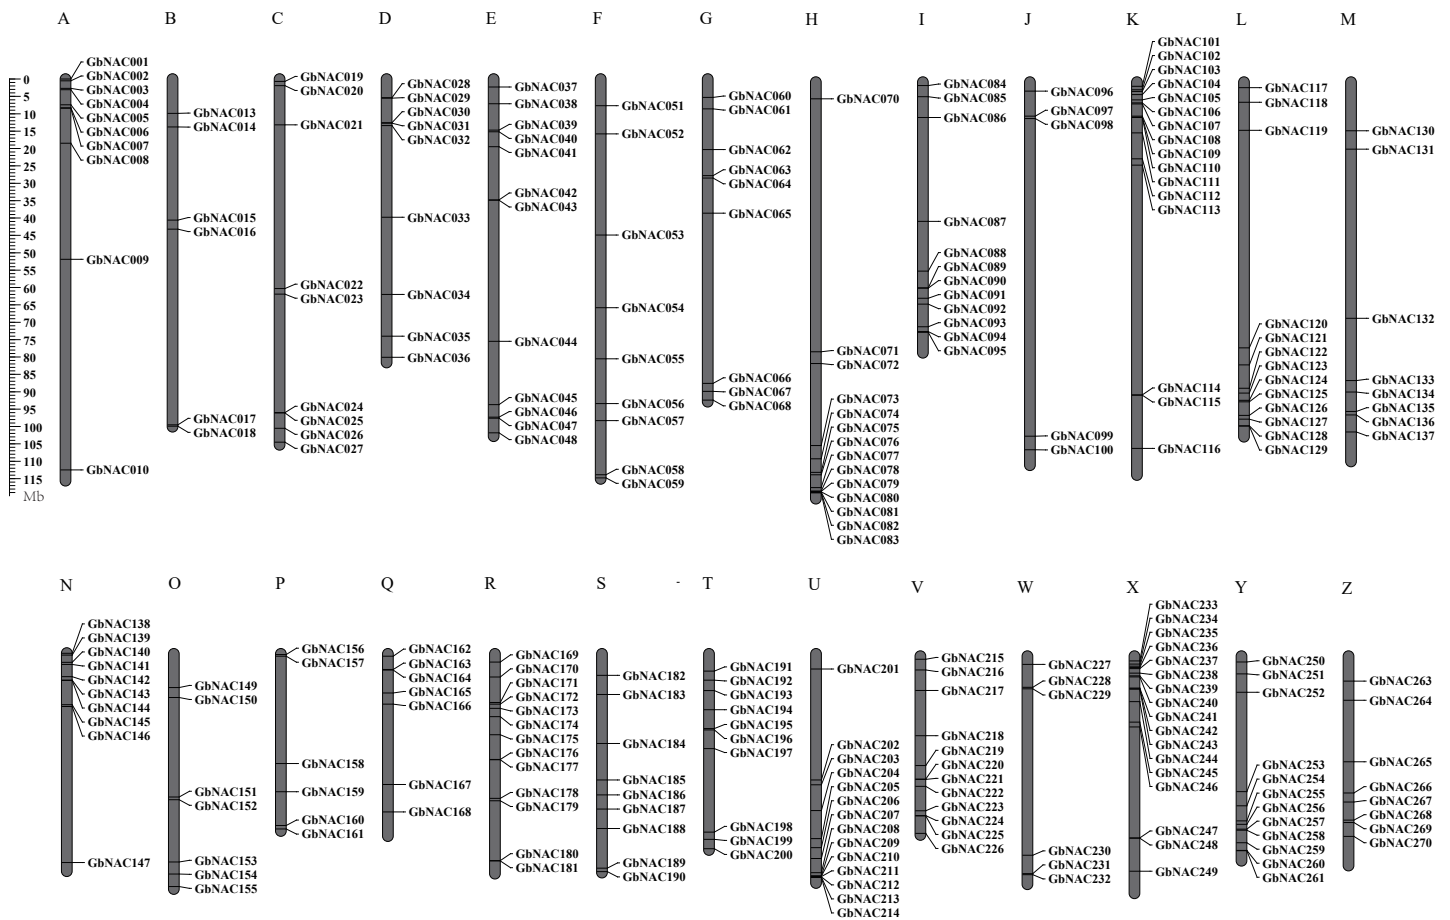 A B C D E F G H I J K L M
0
5
10
15
20
25
30
35
40
45
50
55
60
65
70
75
80
85
90
95
100
105
110
115
Mb
GbNAC001
GbNAC002
GbNAC003
GbNAC004
GbNAC005
GbNAC006
GbNAC007
GbNAC008
GbNAC009
GbNAC010
GbNAC013
GbNAC014
GbNAC015
GbNAC016
GbNAC017
GbNAC018
GbNAC019
GbNAC020
GbNAC021
GbNAC022
GbNAC023
GbNAC024
GbNAC025
GbNAC026
GbNAC027
GbNAC028
GbNAC029
GbNAC030
GbNAC031
GbNAC032
GbNAC033
GbNAC034
GbNAC035
GbNAC036
GbNAC037
GbNAC038
GbNAC039
GbNAC040
GbNAC041
GbNAC042
GbNAC043
GbNAC044
GbNAC045
GbNAC046
GbNAC047
GbNAC048
GbNAC051
GbNAC052
GbNAC053
GbNAC054
GbNAC055
GbNAC056
GbNAC057
GbNAC058
GbNAC059
GbNAC060
GbNAC061
GbNAC062
GbNAC063
GbNAC064
GbNAC065
GbNAC066
GbNAC067
GbNAC068
GbNAC070
GbNAC071
GbNAC072
GbNAC073
GbNAC074
GbNAC075
GbNAC076
GbNAC077
GbNAC078
GbNAC079
GbNAC080
GbNAC081
GbNAC082
GbNAC083
GbNAC084
GbNAC085
GbNAC086
GbNAC087
GbNAC088
GbNAC089
GbNAC090
GbNAC091
GbNAC092
GbNAC093
GbNAC094
GbNAC095
GbNAC096
GbNAC097
GbNAC098
GbNAC099
GbNAC100
GbNAC101
GbNAC102
GbNAC103
GbNAC104
GbNAC105
GbNAC106
GbNAC107
GbNAC108
GbNAC109
GbNAC110
GbNAC111
GbNAC112
GbNAC113
GbNAC114
GbNAC115
GbNAC116
GbNAC117
GbNAC118
GbNAC119
GbNAC120
GbNAC121
GbNAC122
GbNAC123
GbNAC124
GbNAC125
GbNAC126
GbNAC127
GbNAC128
GbNAC129
GbNAC130
GbNAC131
GbNAC132
GbNAC133
GbNAC134
GbNAC135
GbNAC136
GbNAC137
N O P Q R S - T U V W X Y Z
GbNAC138
GbNAC139
GbNAC140
GbNAC141
GbNAC142
GbNAC143
GbNAC144
GbNAC145
GbNAC146
GbNAC147
GbNAC149
GbNAC150
GbNAC151
GbNAC152
GbNAC153
GbNAC154
GbNAC155
GbNAC156
GbNAC157
GbNAC158
GbNAC159
GbNAC160
GbNAC161
GbNAC162
GbNAC163
GbNAC164
GbNAC165
GbNAC166
GbNAC167
GbNAC168
GbNAC169
GbNAC170
GbNAC171
GbNAC172
GbNAC173
GbNAC174
GbNAC175
GbNAC176
GbNAC177
GbNAC178
GbNAC179
GbNAC180
GbNAC181
GbNAC182
GbNAC183
GbNAC184
GbNAC185
GbNAC186
GbNAC187
GbNAC188
GbNAC189
GbNAC190
GbNAC191
GbNAC192
GbNAC193
GbNAC194
GbNAC195
GbNAC196
GbNAC197
GbNAC198
GbNAC199
GbNAC200
GbNAC201
GbNAC202
GbNAC203
GbNAC204
GbNAC205
GbNAC206
GbNAC207
GbNAC208
GbNAC209
GbNAC210
GbNAC211
GbNAC212
GbNAC213
GbNAC214
GbNAC215
GbNAC216
GbNAC217
GbNAC218
GbNAC219
GbNAC220
GbNAC221
GbNAC222
GbNAC223
GbNAC224
GbNAC225
GbNAC226
GbNAC227
GbNAC228
GbNAC229
GbNAC230
GbNAC231
GbNAC232
GbNAC233
GbNAC234
GbNAC235
GbNAC236
GbNAC237
GbNAC238
GbNAC239
GbNAC240
GbNAC241
GbNAC242
GbNAC243
GbNAC244
GbNAC245
GbNAC246
GbNAC247
GbNAC248
GbNAC249
GbNAC250
GbNAC251
GbNAC252
GbNAC253
GbNAC254
GbNAC255
GbNAC256
GbNAC257
GbNAC258
GbNAC259
GbNAC260
GbNAC261
GbNAC263
GbNAC264
GbNAC265
GbNAC266
GbNAC267
GbNAC268
GbNAC269
GbNAC270